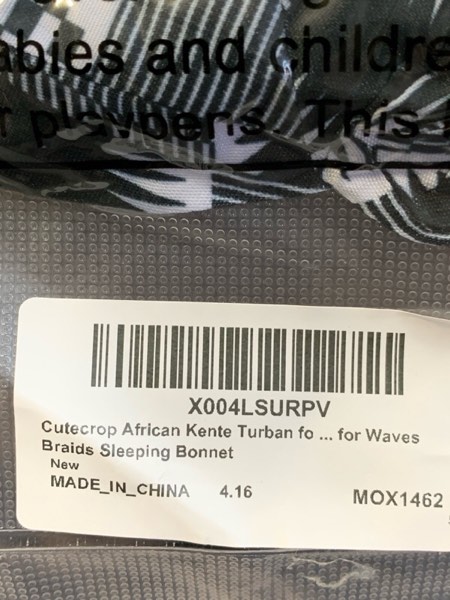 abies and childre
r playpens. This
X004LSURPV
Cutecrop African Kente Turban fo ... for Waves
Braids Sleeping Bonnet
New
MADE_IN_CHINA 4.16 MOX1462